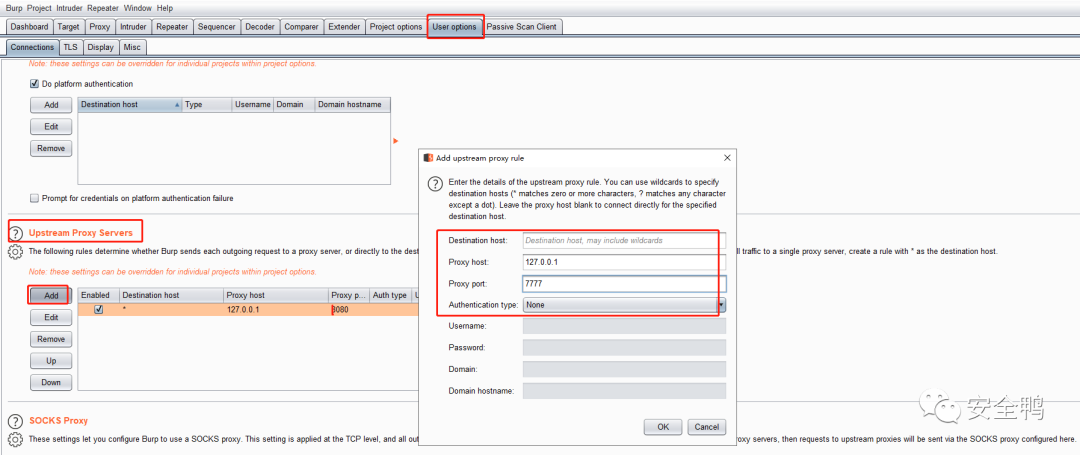 Burp Project Intruder Repeater Window Help
Dashboard Target Proxy Intruder Repeater Sequencer Decoder Comparer Extender Project options User options Passive Scan Client
Connections TLS Display Misc
Note: these settings can be overridden for individual projects within project options.
Do platform authentication
Add Destination host Type Username Domain Domain hostname
Edit
Remove
Prompt for credentials on platform authentication failure
Upstream Proxy Servers
The following rules determine whether Burp sends each outgoing request to a proxy server, or directly to the dest
ll traffic to a single proxy server, create a rule with * as the destination host.
Note: these settings can be overridden for individual projects within project options.
Add Enabled Destination host Proxy host Proxy p... Auth type U
* 127.0.0.1 8080
Edit
Remove
Up
Down
SOCKS Proxy
These settings let you configure Burp to use a SOCKS proxy. This setting is applied at the TCP level, and all out
oxy servers, then requests to upstream proxies will be sent via the SOCKS proxy configured here.
Add upstream proxy rule
Enter the details of the upstream proxy rule. You can use wildcards to specify
destination hosts (* matches zero or more characters, ? matches any character
except a dot). Leave the proxy host blank to connect directly for the specified
destination host.
Destination host: Destination host, may include wildcards
Proxy host: 127.0.0.1
Proxy port: 7777
Authentication type: None
Username:
Password:
Domain:
Domain hostname:
OK Cancel
安全鸭